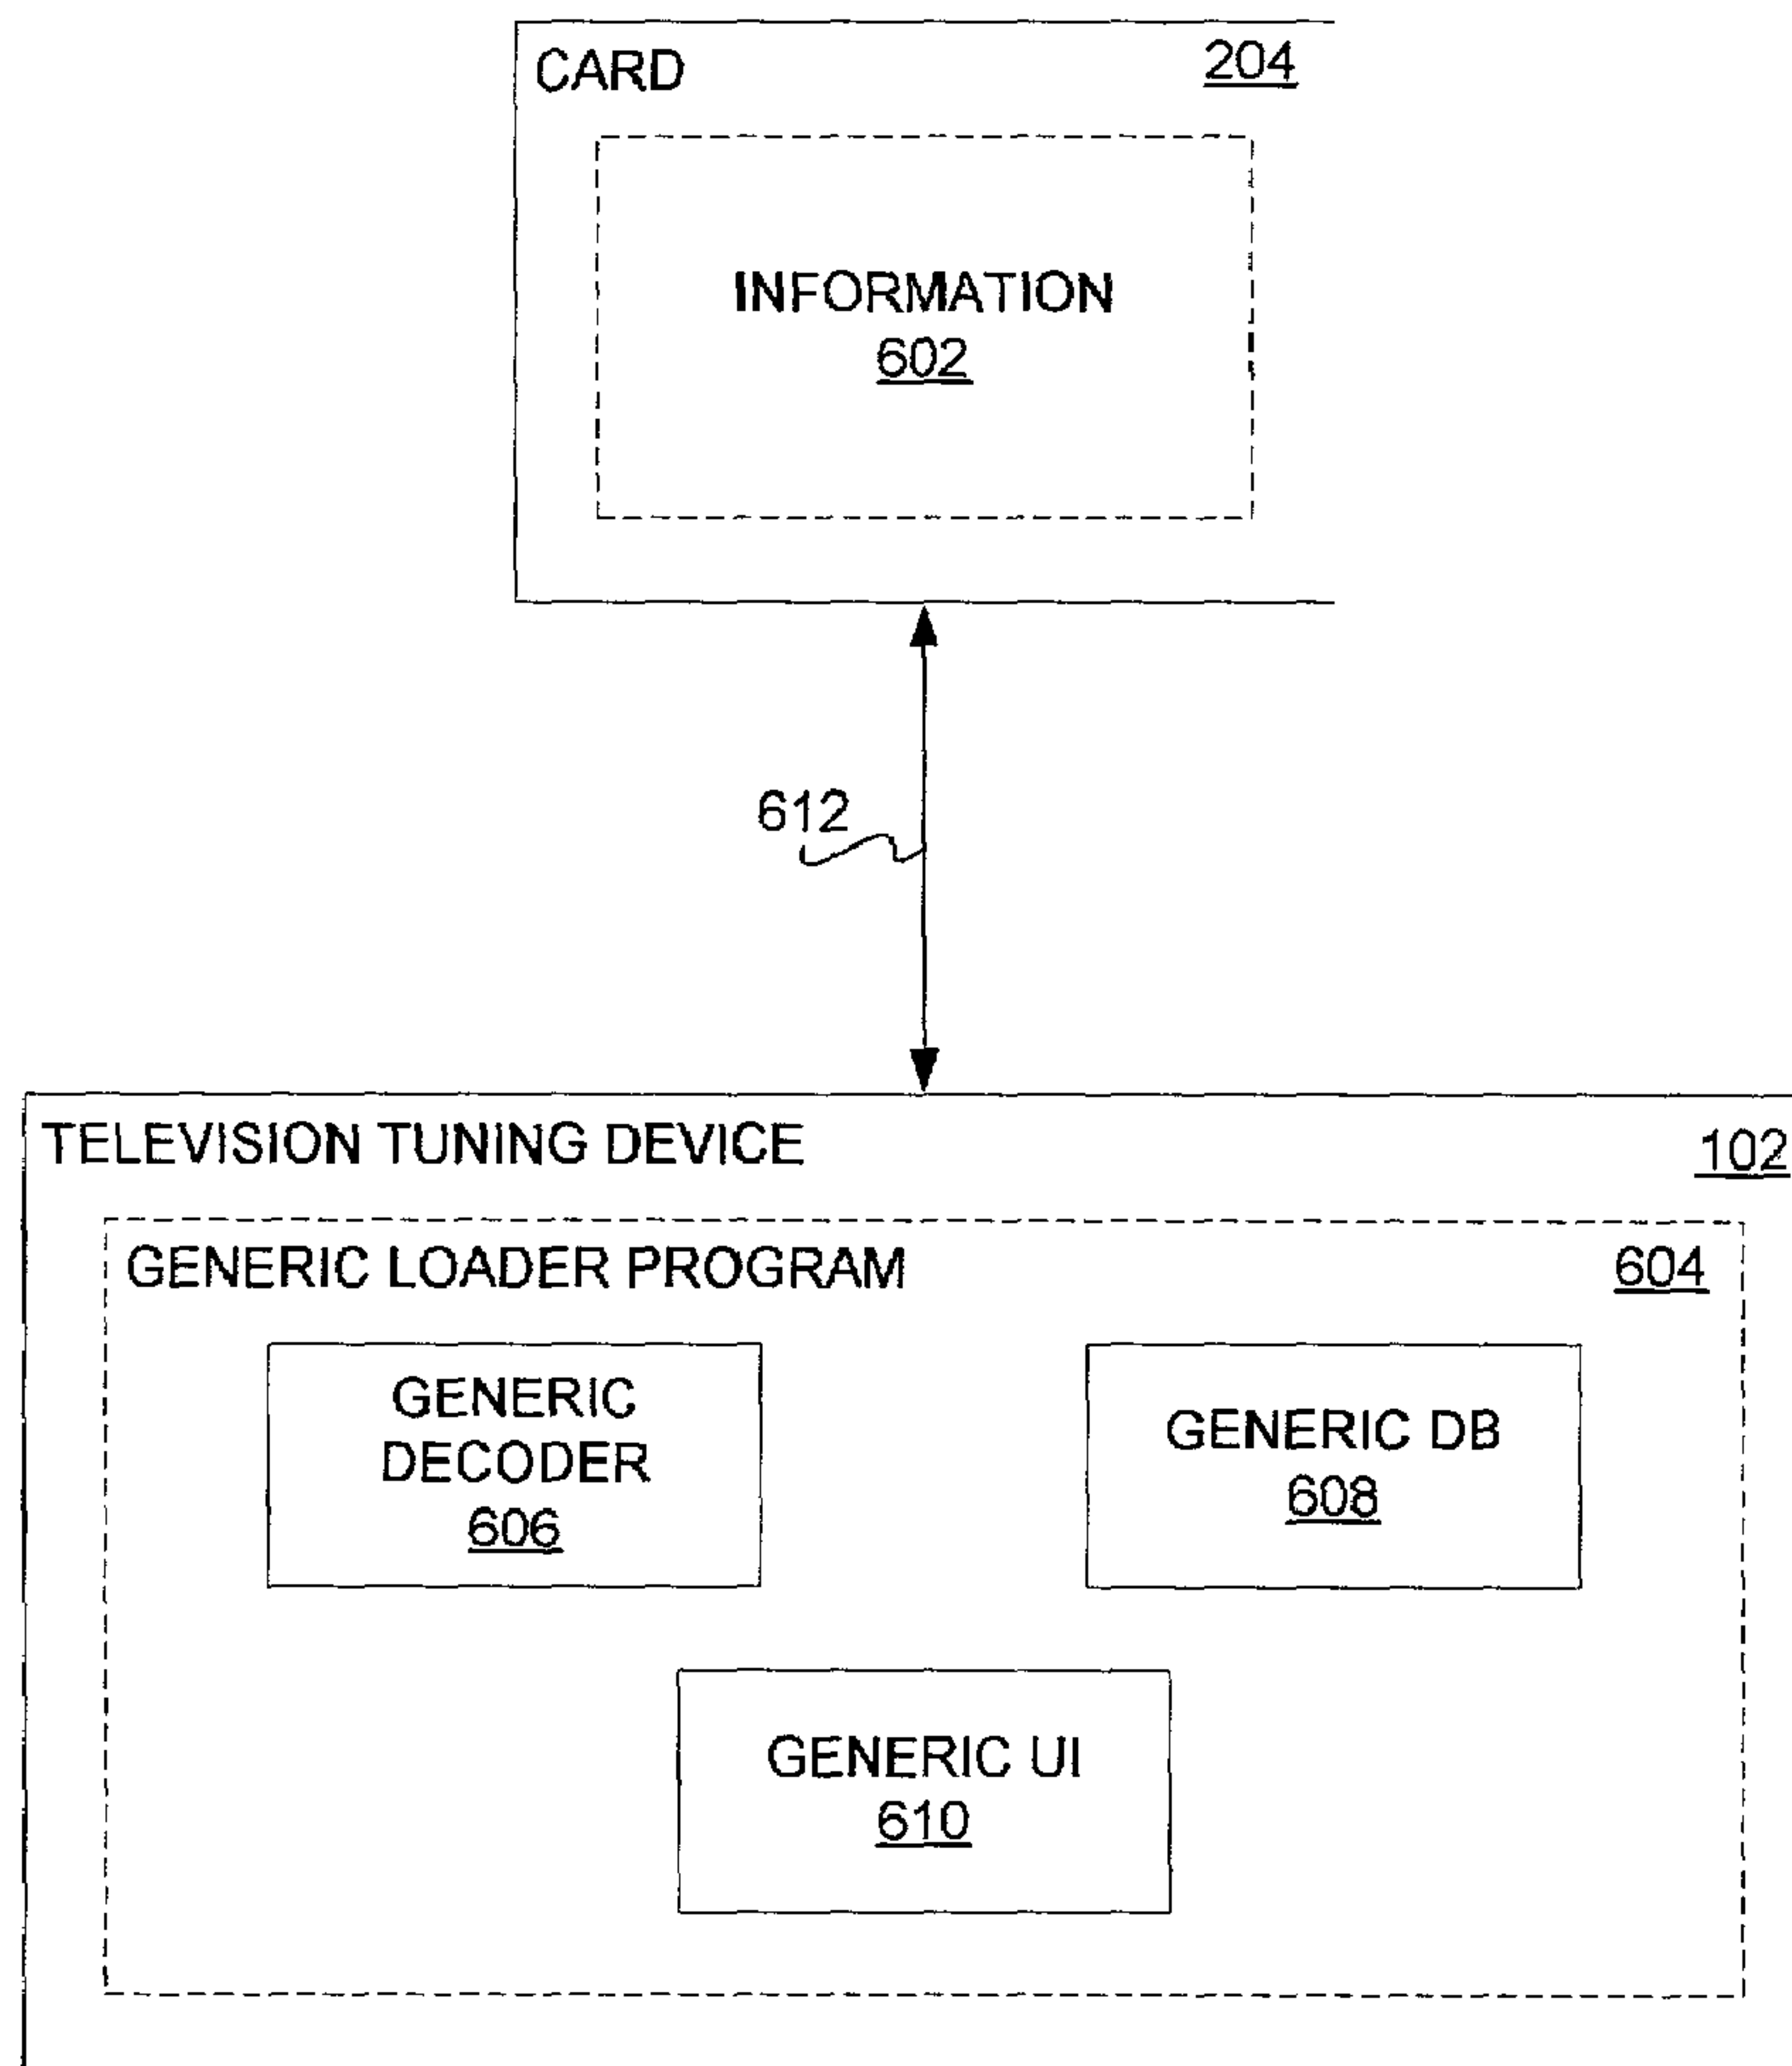 CARD 204
INFORMATION
602
612
TELEVISION TUNING DEVICE 102
GENERIC LOADER PROGRAM 604
GENERIC
DECODER
606
GENERIC DB
608
GENERIC UI
610